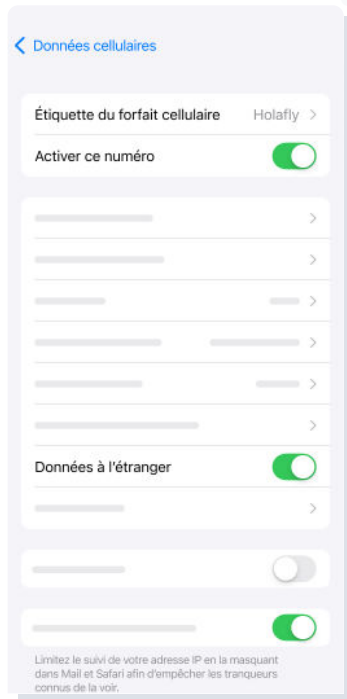 Données cellulaires
Étiquette du forfait cellulaire Holafly
Activer ce numéro
Données à l'étranger
Limitez le suivi de votre adresse IP en la masquant
dans Mail et Safari afin d'empêcher les tranqueurs
connus de la voir.